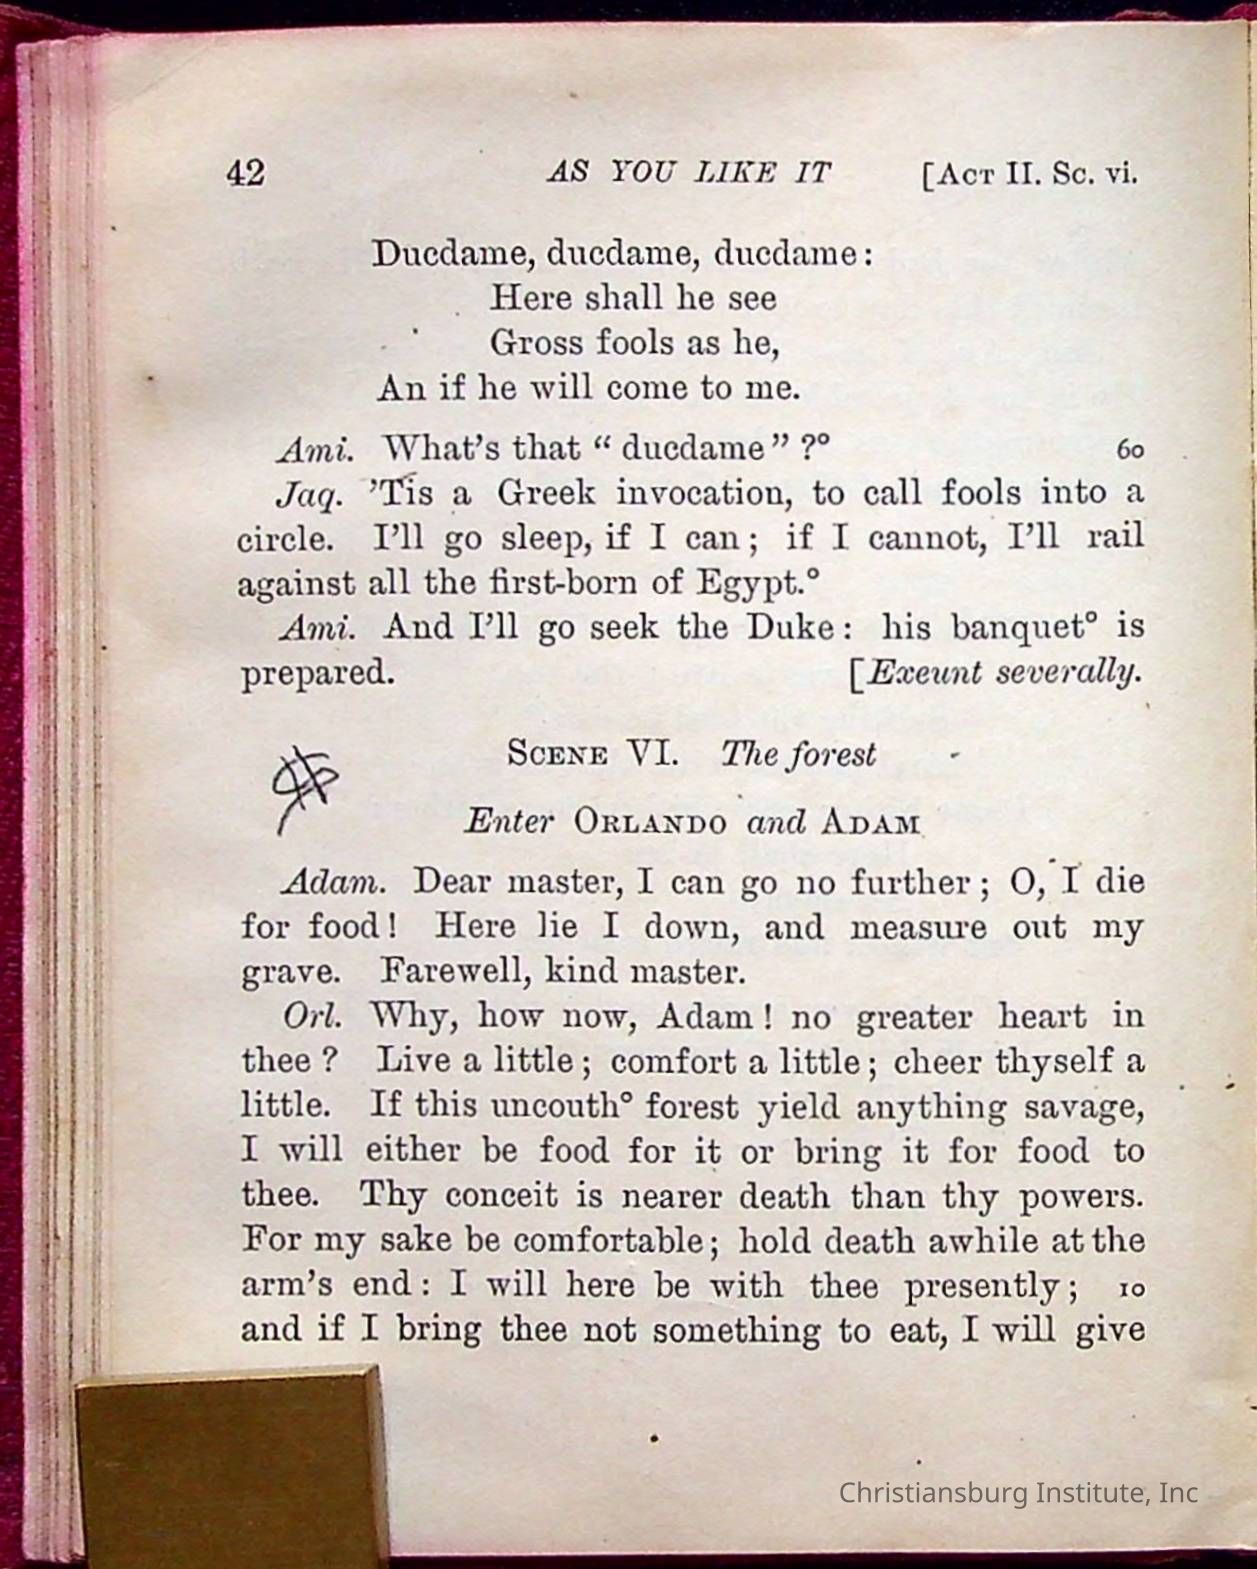 42 AS YOU LIKE IT [ACT II. SC. vi.
Ducdame, ducdame, ducdame:
Here shall he see
Gross fools as he,
An if he will come to me.
Ami. What's that “ ducdame ” ?° 60
Jaq. ’Tis a Greek invocation, to call fools into a
circle. I’ll go sleep, if I can; if I cannot, I’ll rail
against all the first-born of Egypt.°
Ami. And I’ll go seek the Duke: his banquet° is
prepared. [Exeunt severally.
SCENE VI. The forest
Enter ORLANDO and ADAM
Adam. Dear master, I can go no further; O, I die
for food! Here lie I down, and measure out my
grave. Farewell, kind master.
Orl. Why, how now, Adam! no greater heart in
thee? Live a little; comfort a little; cheer thyself a
little. If this uncouth° forest yield anything savage,
I will either be food for it or bring it for food to
thee. Thy conceit is nearer death than thy powers.
For my sake be comfortable; hold death awhile at the
arm’s end: I will here be with thee presently; 10
and if I bring thee not something to eat, I will give
Christiansburg Institute, Inc